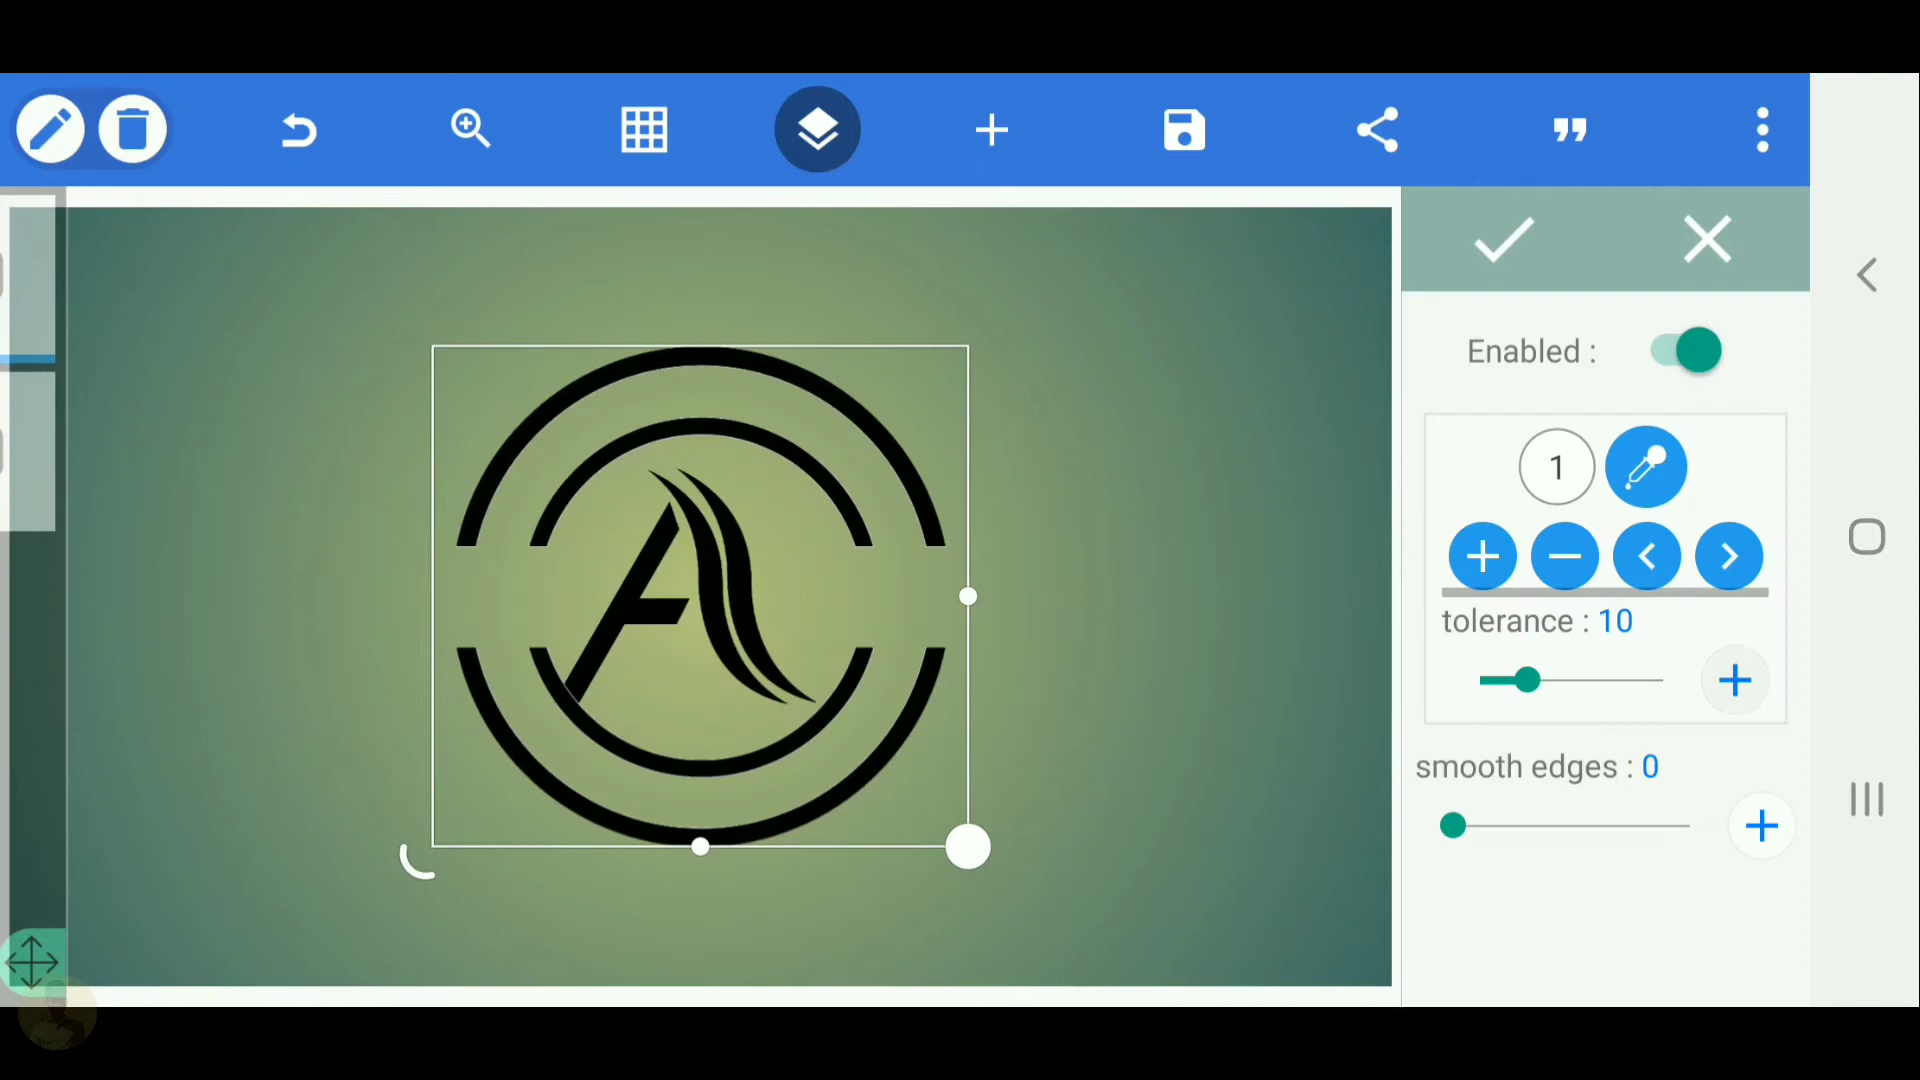 Enabled :
1
tolerance : 10
smooth edges : 0
A